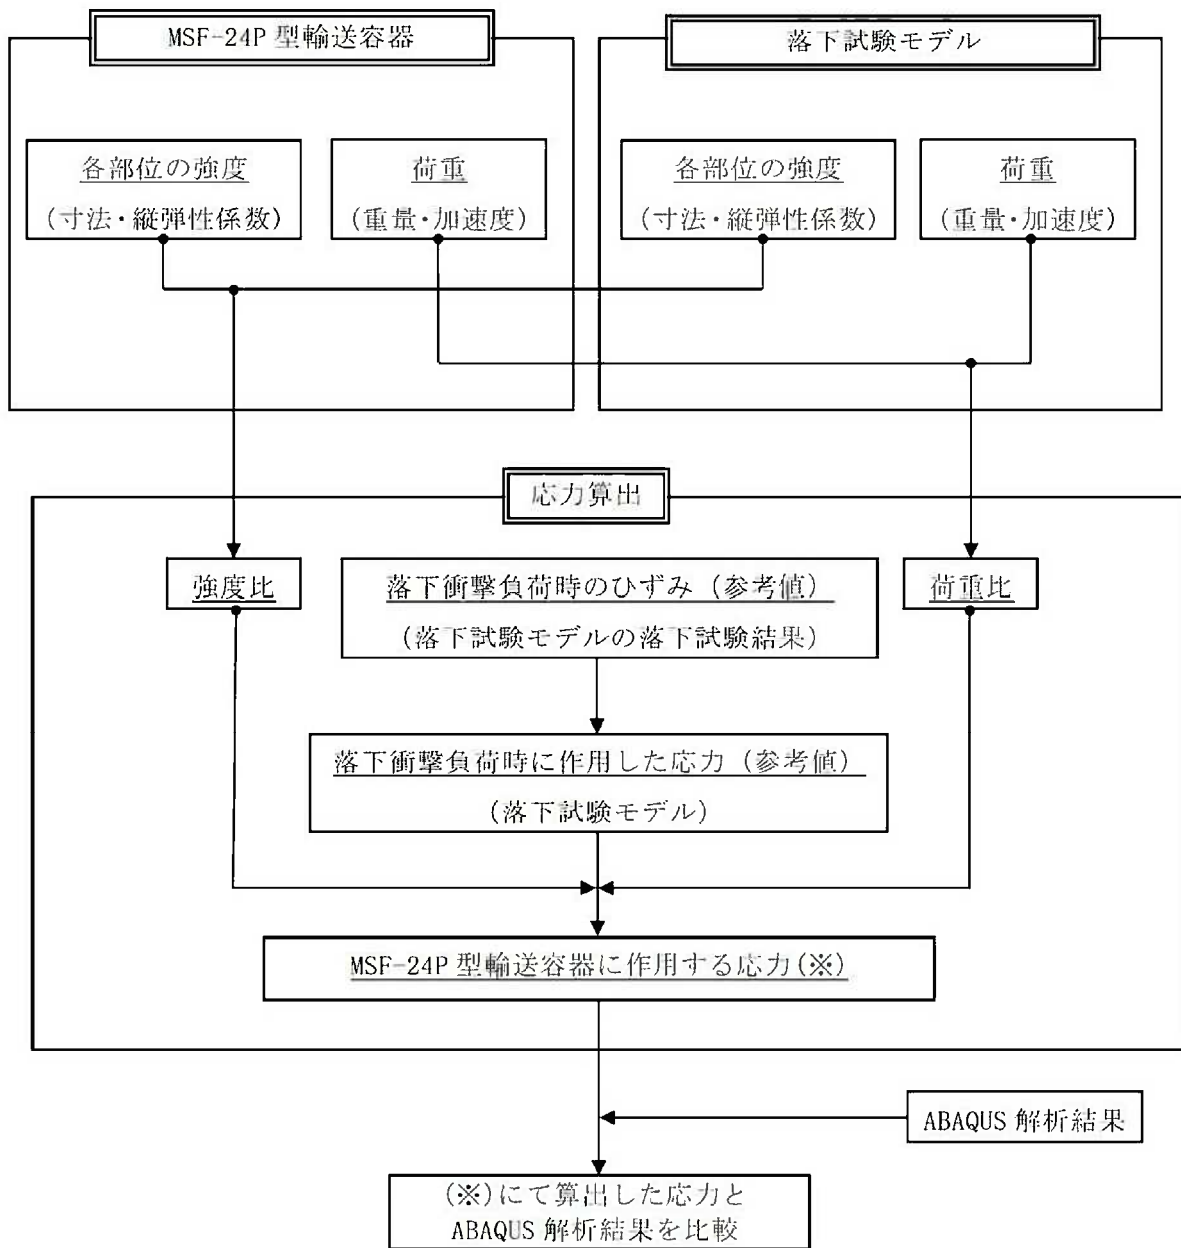 MSF-24P 型輸送容器
落下試験モデル
各部位の強度
(寸法・縦弾性係数)
荷重
(重量・加速度)
各部位の強度
(寸法・縦弾性係数)
荷重
(重量・加速度)
応力算出
強度比
落下衝撃負荷時のひずみ (参考値)
(落下試験モデルの落下試験結果)
荷重比
落下衝撃負荷時に作用した応力 (参考値)
(落下試験モデル)
MSF-24P 型輸送容器に作用する応力(※)
ABAQUS 解析結果
(※)にて算出した応力と
ABAQUS 解析結果を比較